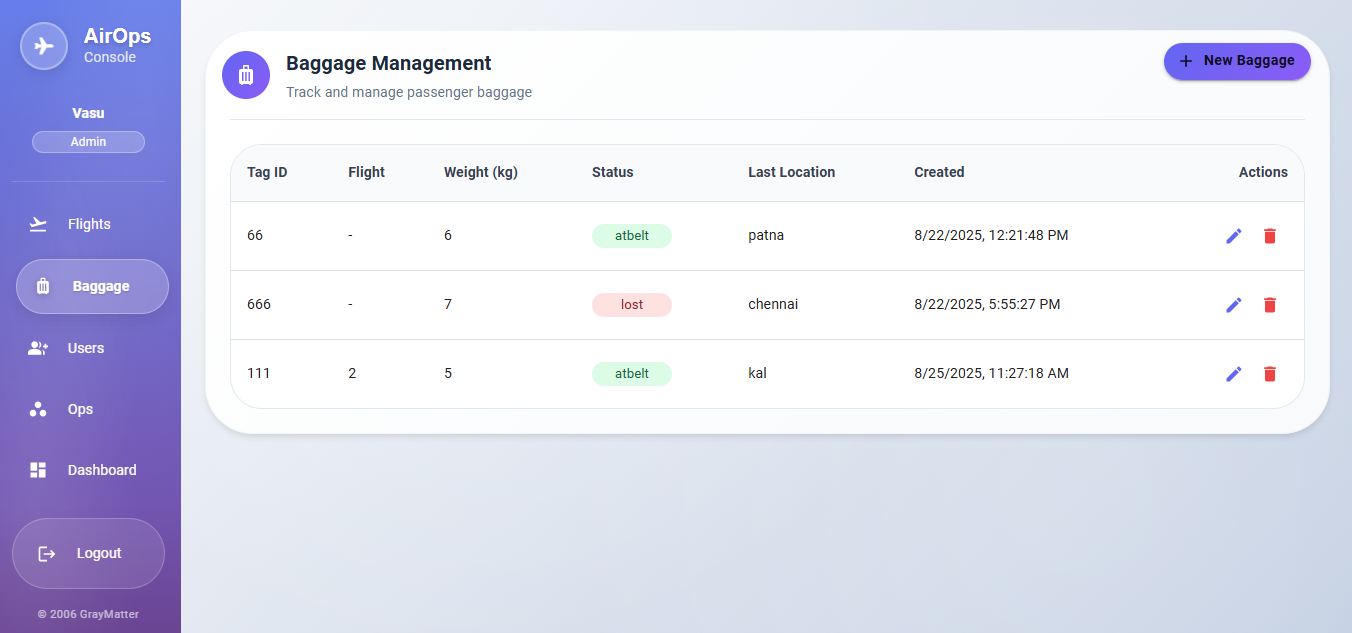 AirOps
Console
Vasu
Admin
Flights
Baggage
Users
Ops
Dashboard
Logout
© 2006 GrayMatter
Baggage Management
Track and manage passenger baggage
New Baggage
Tag ID Flight Weight (kg) Status Last Location Created Actions
66 - 6 atbelt patna 8/22/2025, 12:21:48 PM
666 - 7 lost chennai 8/22/2025, 5:55:27 PM
111 2 5 atbelt kal 8/25/2025, 11:27:18 AM